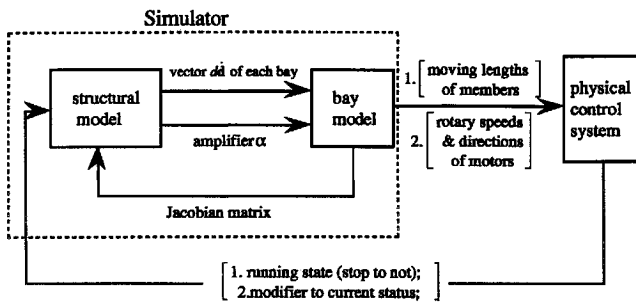 Simulator
vector dd of each bay
structural
model
bay
model
amplifier α
Jacobian matrix
1. moving lengths
of members
2. rotary speeds
& directions
of motors
physical
control
system
1. running state (stop to not);
2.modifier to current status;